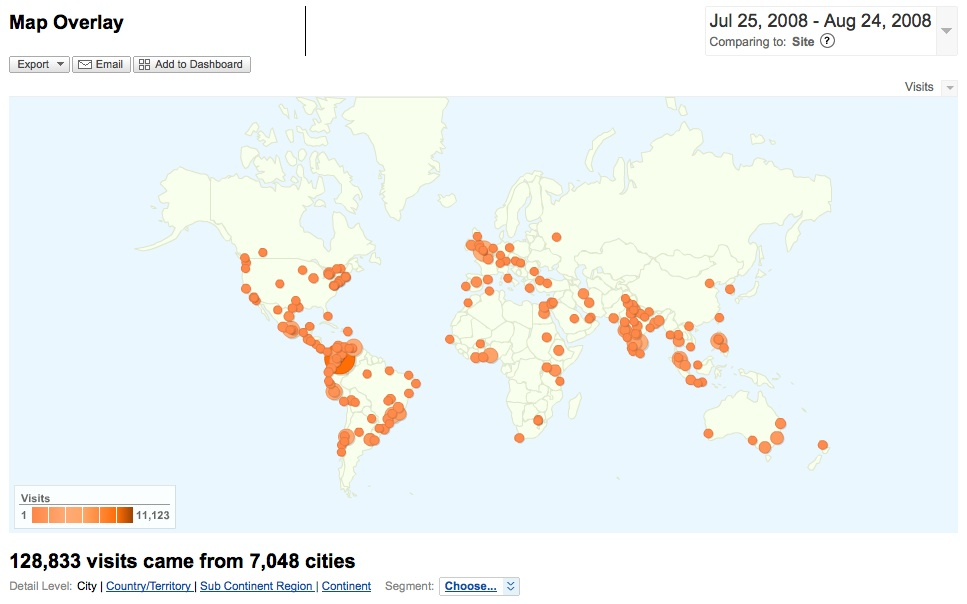 Map Overlay
Jul 25, 2008 - Aug 24, 2008
Comparing to: Site ?
Export Email Add to Dashboard
Visits
Visits
1 11,123
128,833 visits came from 7,048 cities
Detail Level: City | Country/Territory | Sub Continent Region | Continent Segment: Choose...